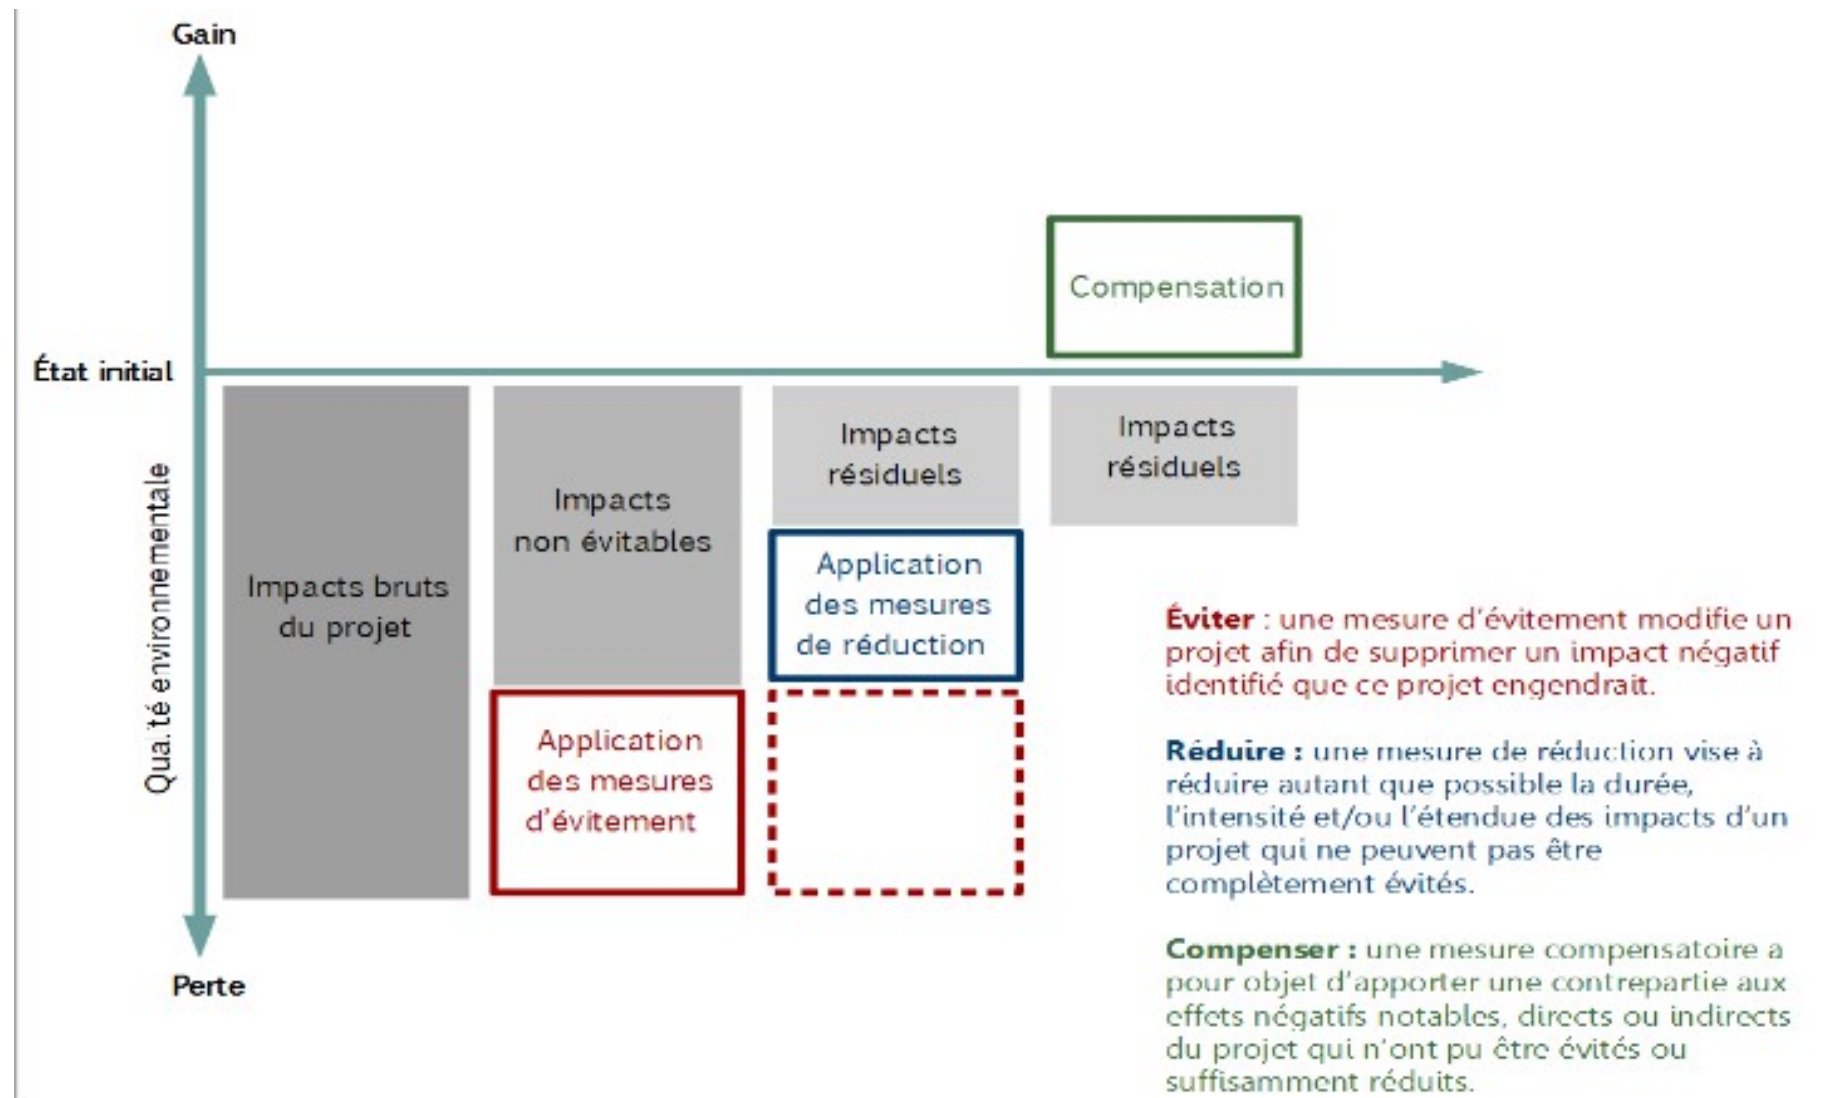 Gain
Compensation
État initial
Impacts
résiduels
Impacts
résiduels
Impacts
non évitables
Impacts bruts
du projet
Application
des mesures
de réduction
Application
des mesures
d'évitement
Qualité environnementale
Perte
Éviter : une mesure d'évitement modifie un
projet afin de supprimer un impact négatif
identifié que ce projet engendrait.
Réduire : une mesure de réduction vise à
réduire autant que possible la durée,
l'intensité et/ou l'étendue des impacts d'un
projet qui ne peuvent pas être
complètement évités.
Compenser : une mesure compensatoire a
pour objet d'apporter une contrepartie aux
effets négatifs notables, directs ou indirects
du projet qui n'ont pu être évités ou
suffisamment réduits.